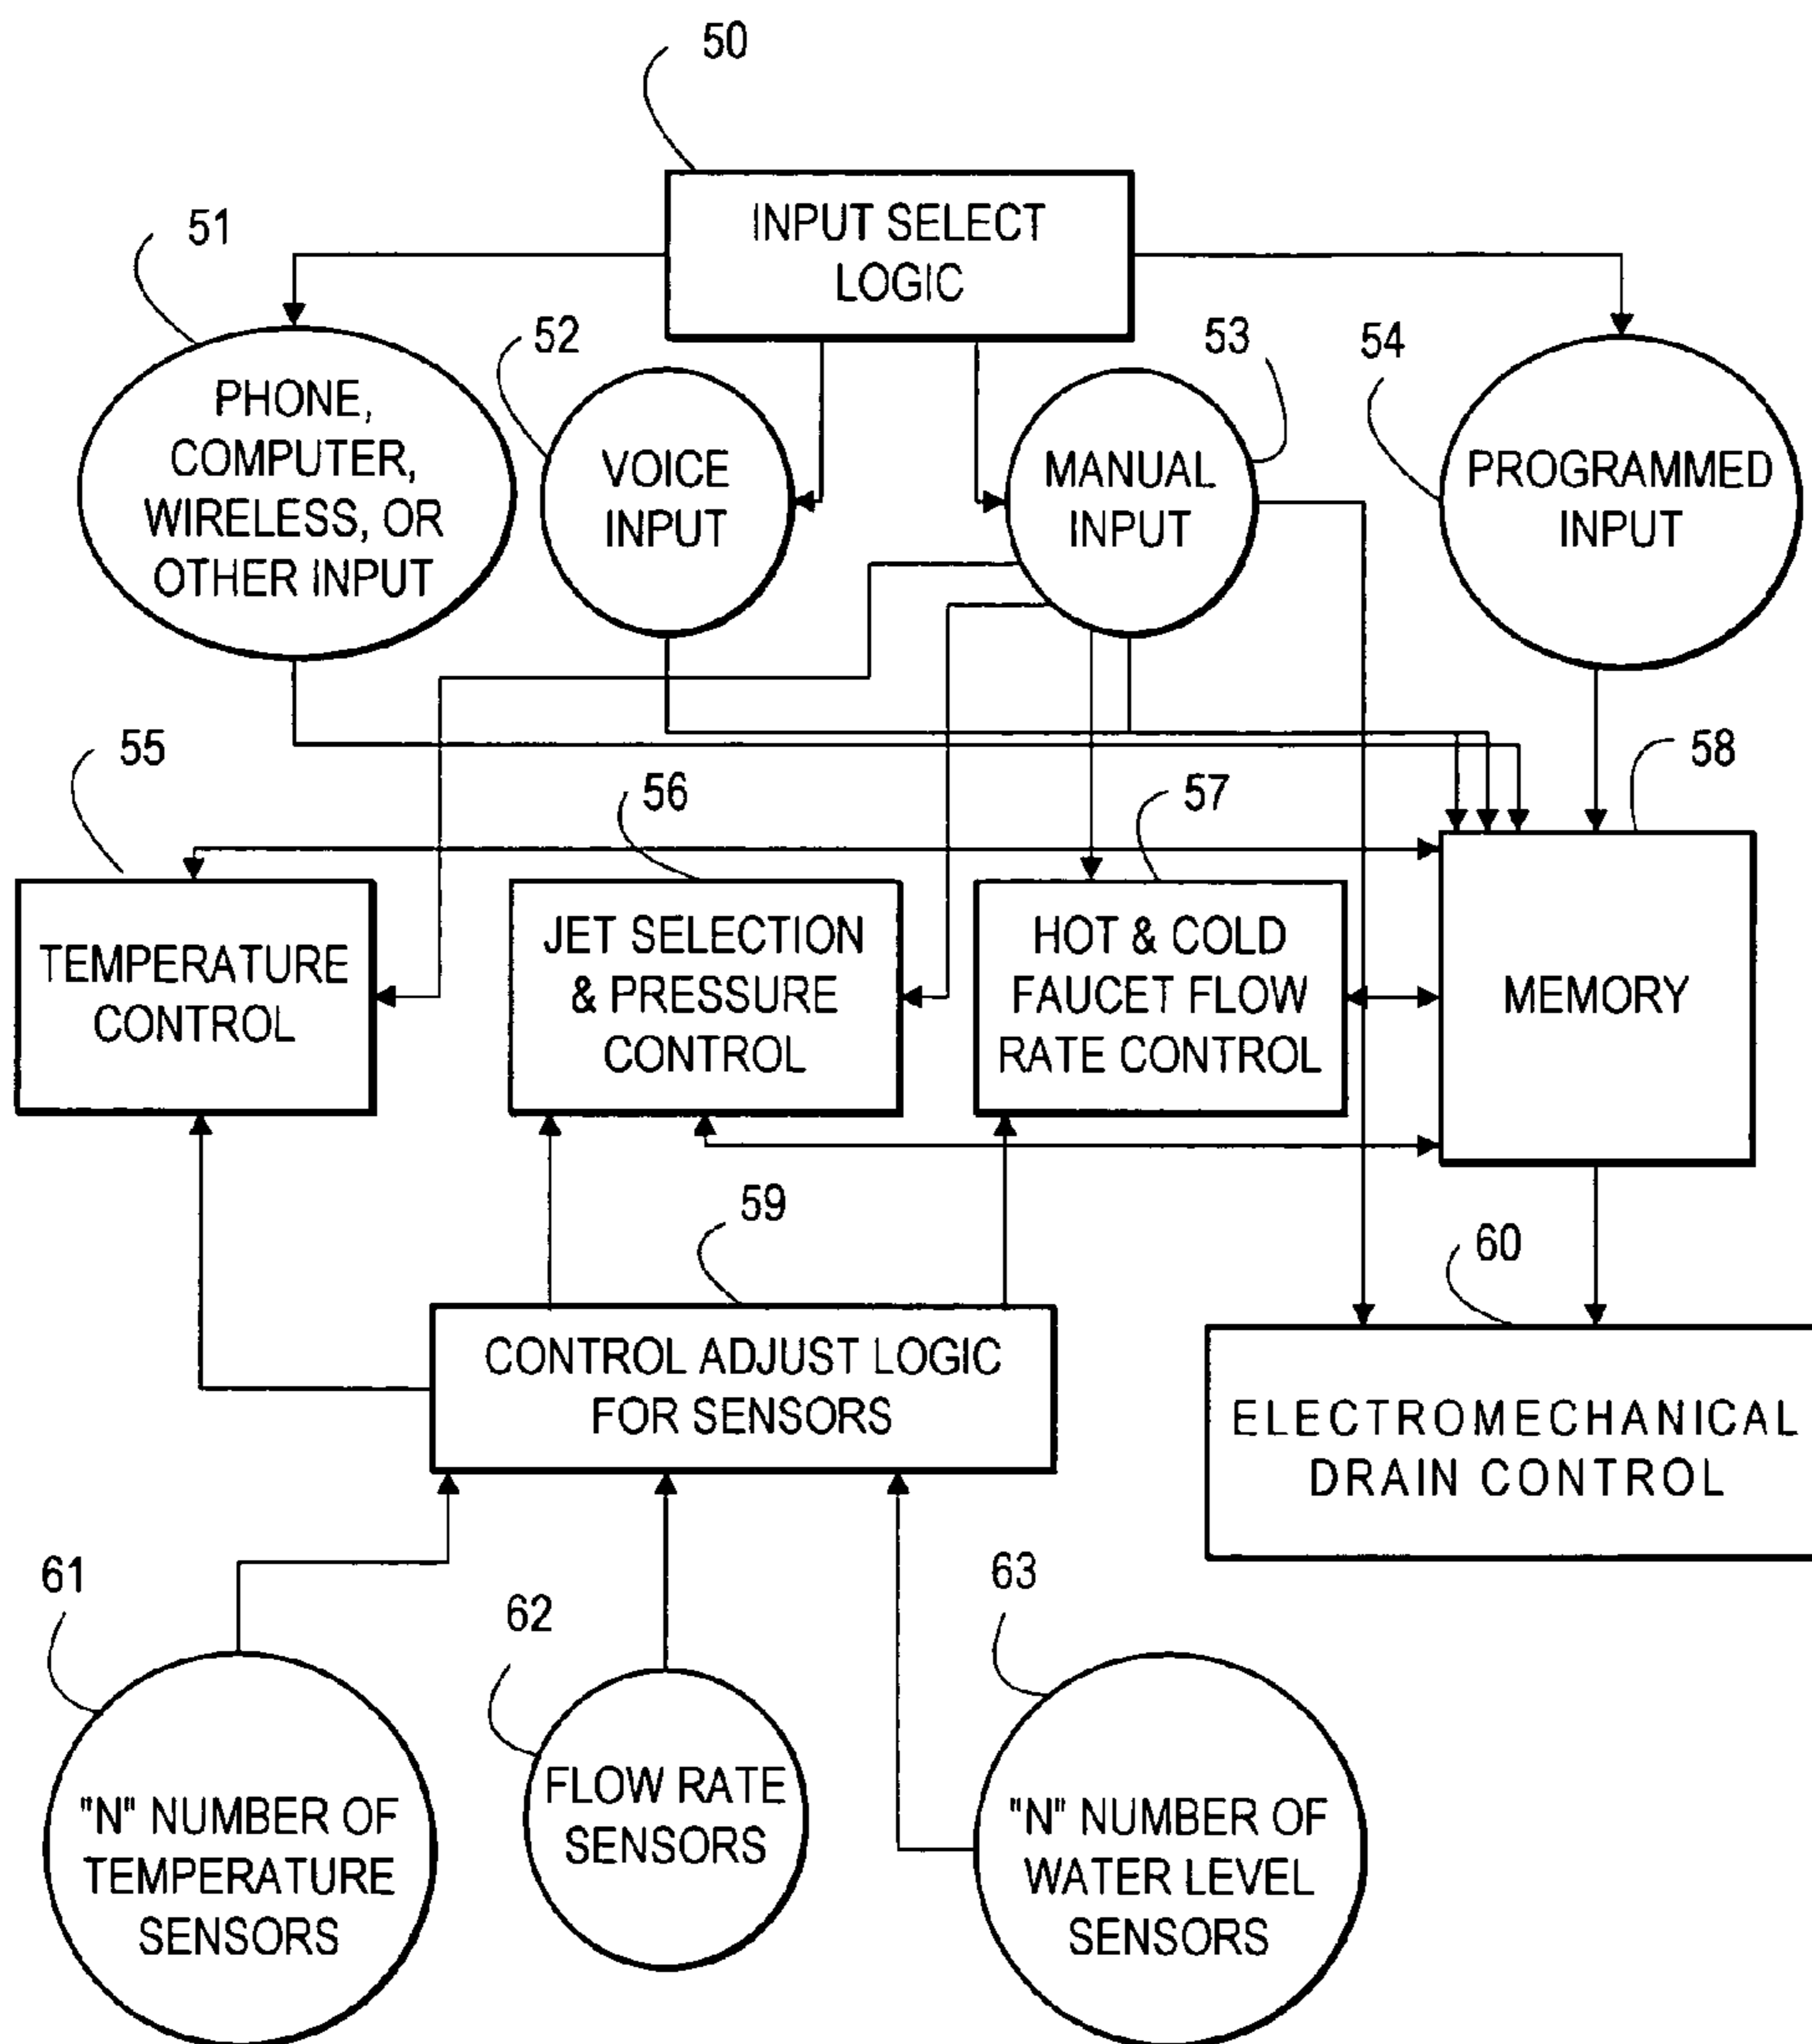 50
INPUT SELECT
LOGIC
51
PHONE,
COMPUTER,
WIRELESS, OR
OTHER INPUT
52
VOICE
INPUT
53
MANUAL
INPUT
54
PROGRAMMED
INPUT
55
TEMPERATURE
CONTROL
56
JET SELECTION
& PRESSURE
CONTROL
57
HOT & COLD
FAUCET FLOW
RATE CONTROL
58
MEMORY
59
CONTROL ADJUST LOGIC
FOR SENSORS
60
ELECTROMECHANICAL
DRAIN CONTROL
61
"N" NUMBER OF
TEMPERATURE
SENSORS
62
FLOW RATE
SENSORS
63
"N" NUMBER OF
WATER LEVEL
SENSORS